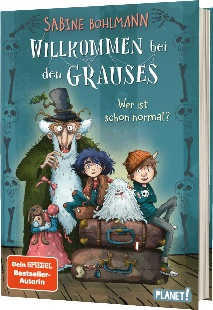 SABINE BOHLMANN
WILLKOMMEN bei
den GRAUSES
Wer ist
schon normal?
Dein SPIEGEL
Bestseller-
Autorin
PLANET!